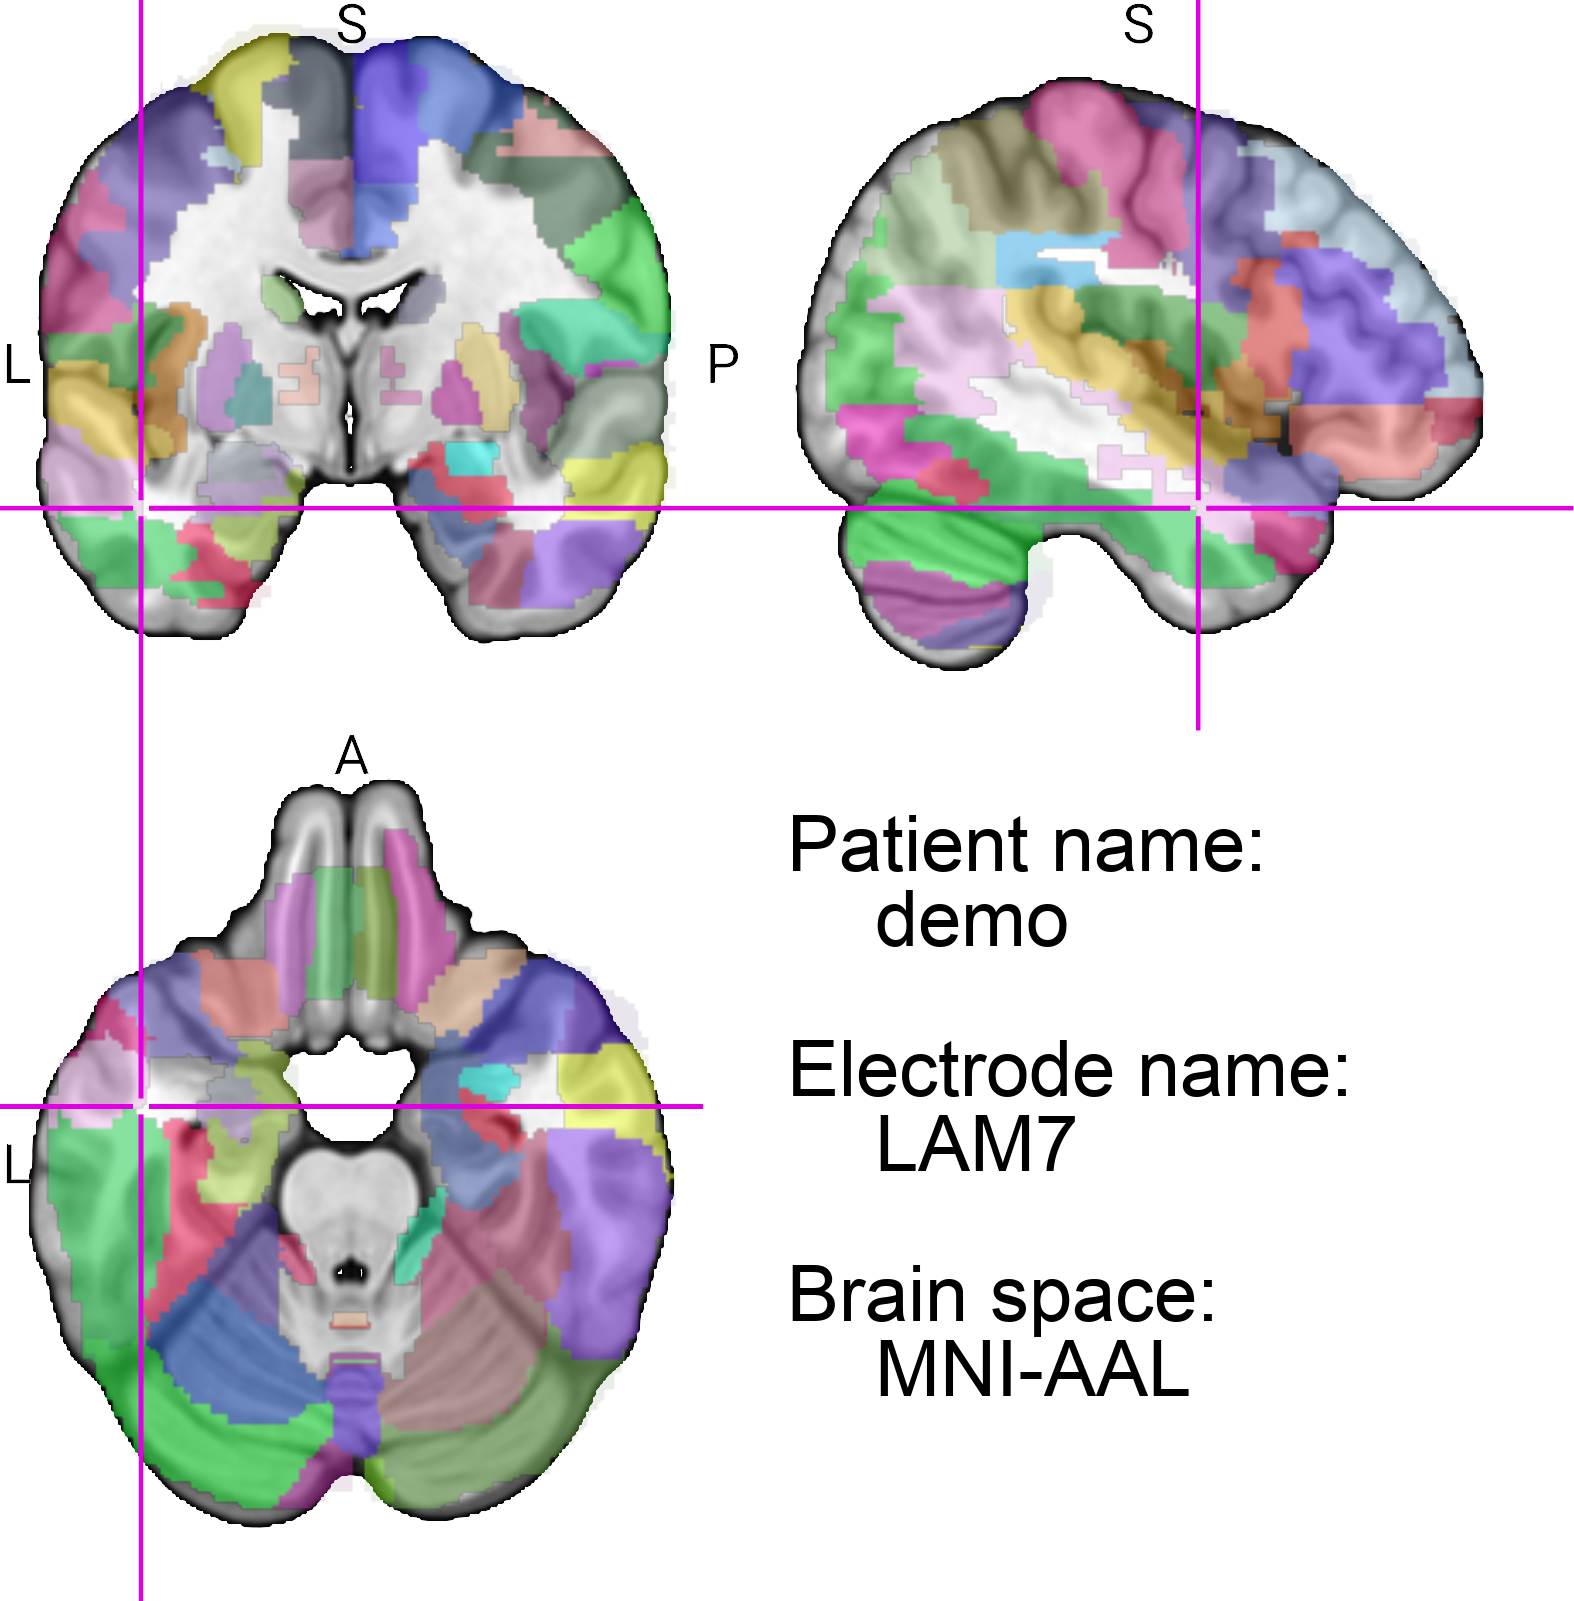 S
S
L
P
A
L
Patient name:
demo
Electrode name:
LAM7
Brain space:
MNI-AAL